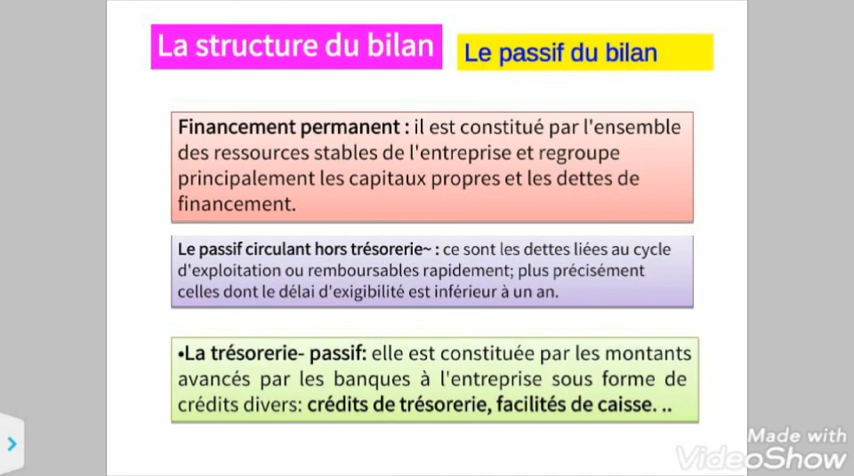 La structure du bilan
Le passif du bilan
Financement permanent : il est constitué par l'ensemble
des ressources stables de l'entreprise et regroupe
principalement les capitaux propres et les dettes de
financement.
Le passif circulant hors trésorerie~ : ce sont les dettes liées au cycle
d'exploitation ou remboursables rapidement; plus précisément
celles dont le délai d'exigibilité est inférieur à un an.
•La trésorerie- passif: elle est constituée par les montants
avancés par les banques à l'entreprise sous forme de
crédits divers: crédits de trésorerie, facilités de caisse. ..
Made with
VideoShow